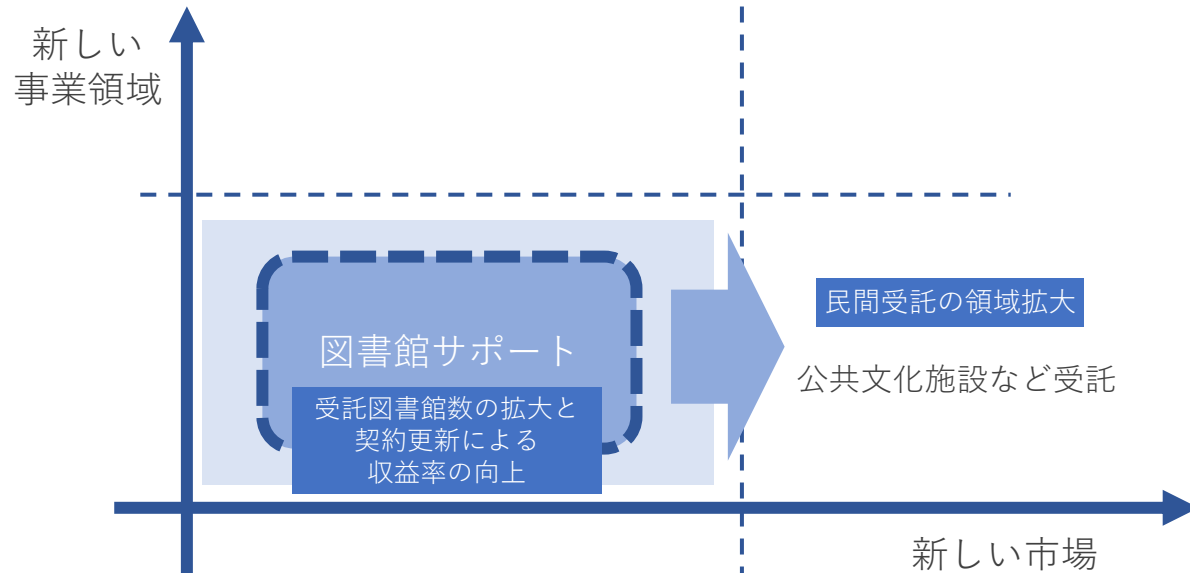 新しい
事業領域
図書館サポート
受託図書館数の拡大と
契約更新による
収益率の向上
民間受託の領域拡大
公共文化施設など受託
新しい市場